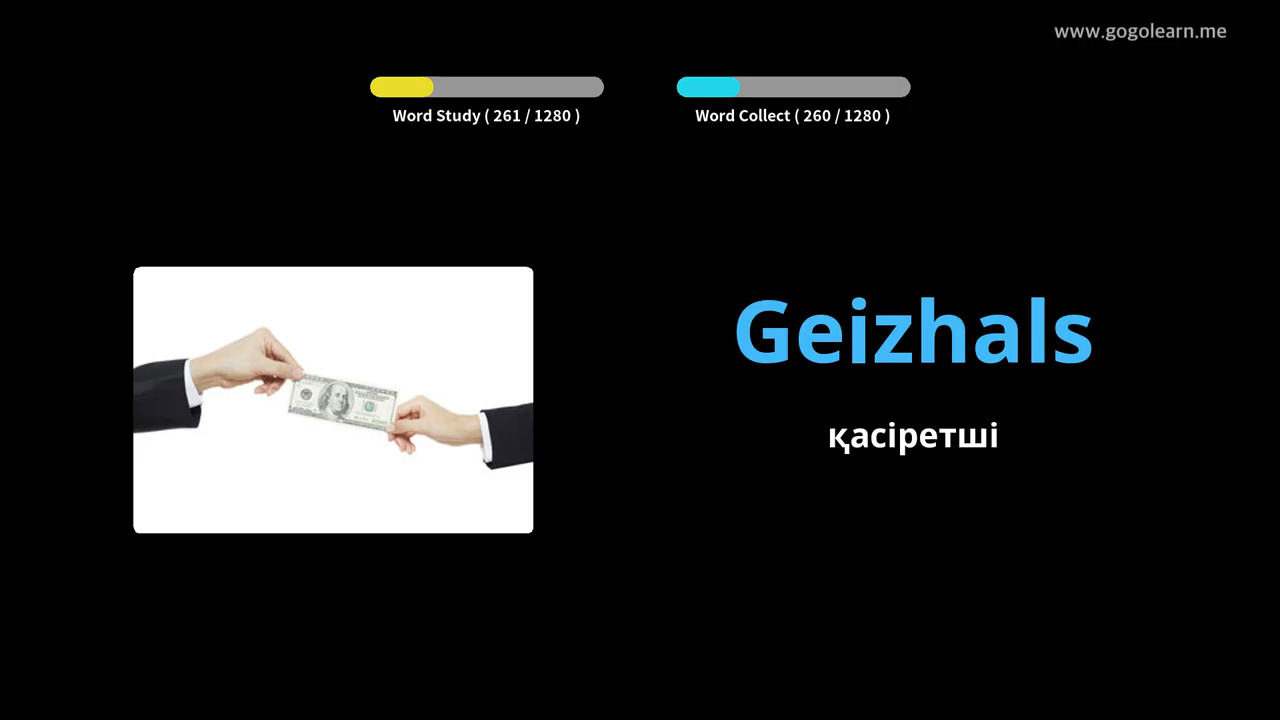 www.gogolearn.me
Word Study ( 261 / 1280 )
Word Collect ( 260 / 1280 )
Geizhals
қасіретші